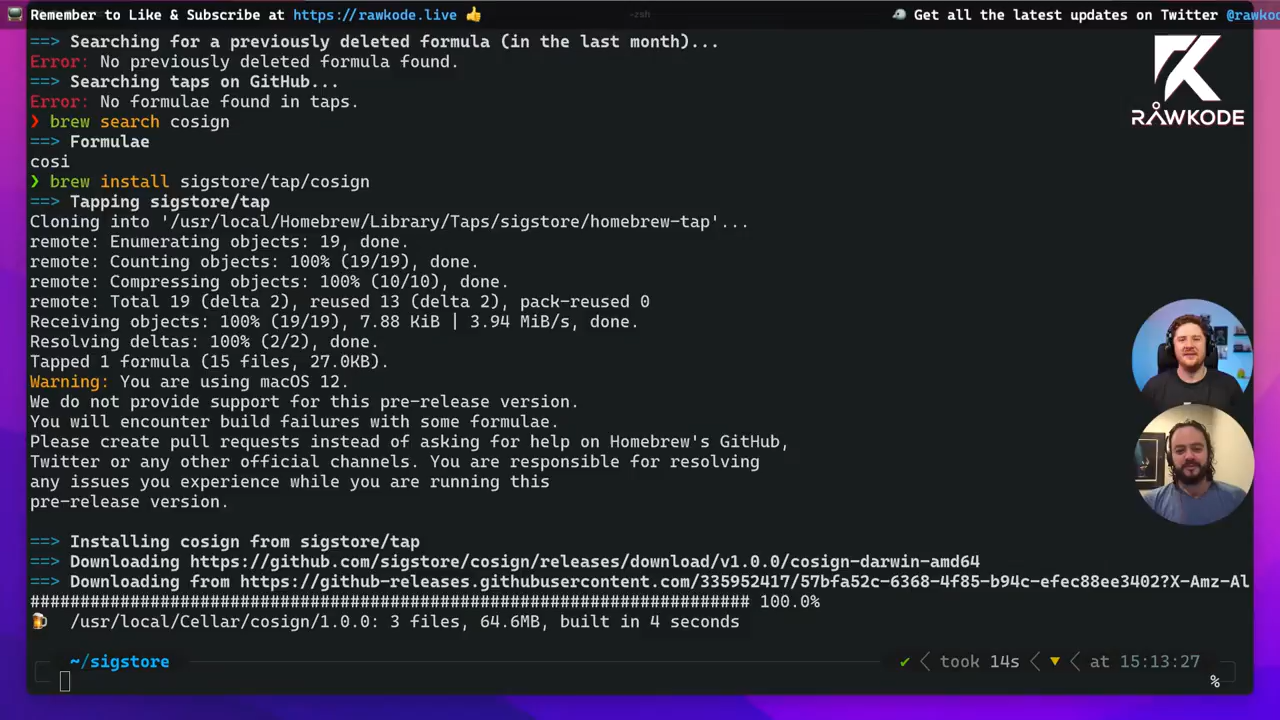 Remember to Like & Subscribe at https://rawkode.live 👍
-zsh
Get all the latest updates on Twitter @rawko
==> Searching for a previously deleted formula (in the last month)...
Error: No previously deleted formula found.
==> Searching taps on GitHub...
Error: No formulae found in taps.
❯ brew search cosign
==> Formulae
cosi
❯ brew install sigstore/tap/cosign
==> Tapping sigstore/tap
Cloning into '/usr/local/Homebrew/Library/Taps/sigstore/homebrew-tap'...
remote: Enumerating objects: 19, done.
remote: Counting objects: 100% (19/19), done.
remote: Compressing objects: 100% (10/10), done.
remote: Total 19 (delta 2), reused 13 (delta 2), pack-reused 0
Receiving objects: 100% (19/19), 7.88 KiB | 3.94 MiB/s, done.
Resolving deltas: 100% (2/2), done.
Tapped 1 formula (15 files, 27.0KB).
Warning: You are using macOS 12.
We do not provide support for this pre-release version.
You will encounter build failures with some formulae.
Please create pull requests instead of asking for help on Homebrew's GitHub,
Twitter or any other official channels. You are responsible for resolving
any issues you experience while you are running this
pre-release version.
==> Installing cosign from sigstore/tap
==> Downloading https://github.com/sigstore/cosign/releases/download/v1.0.0/cosign-darwin-amd64
==> Downloading from https://github-releases.githubusercontent.com/335952417/57bfa52c-6368-4f85-b94c-efec88ee3402?X-Amz-Al
######################################################################## 100.0%
🍺 /usr/local/Cellar/cosign/1.0.0: 3 files, 64.6MB, built in 4 seconds
~/sigstore ✔ took 14s ▼ at 15:13:27
%
RAWKODE